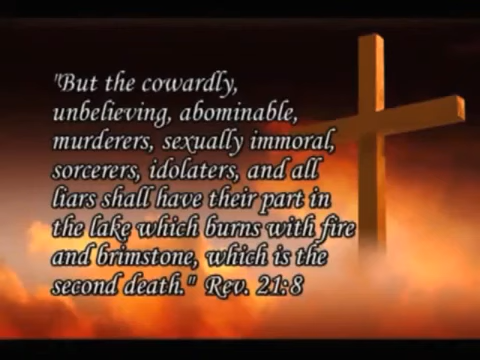 "But the cowardly,
unbelieving, abominable,
murderers, sexually immoral,
sorcerers, idolaters, and all
liars shall have their part in
the lake which burns with fire
and brimstone, which is the
second death."  Rev. 21:8